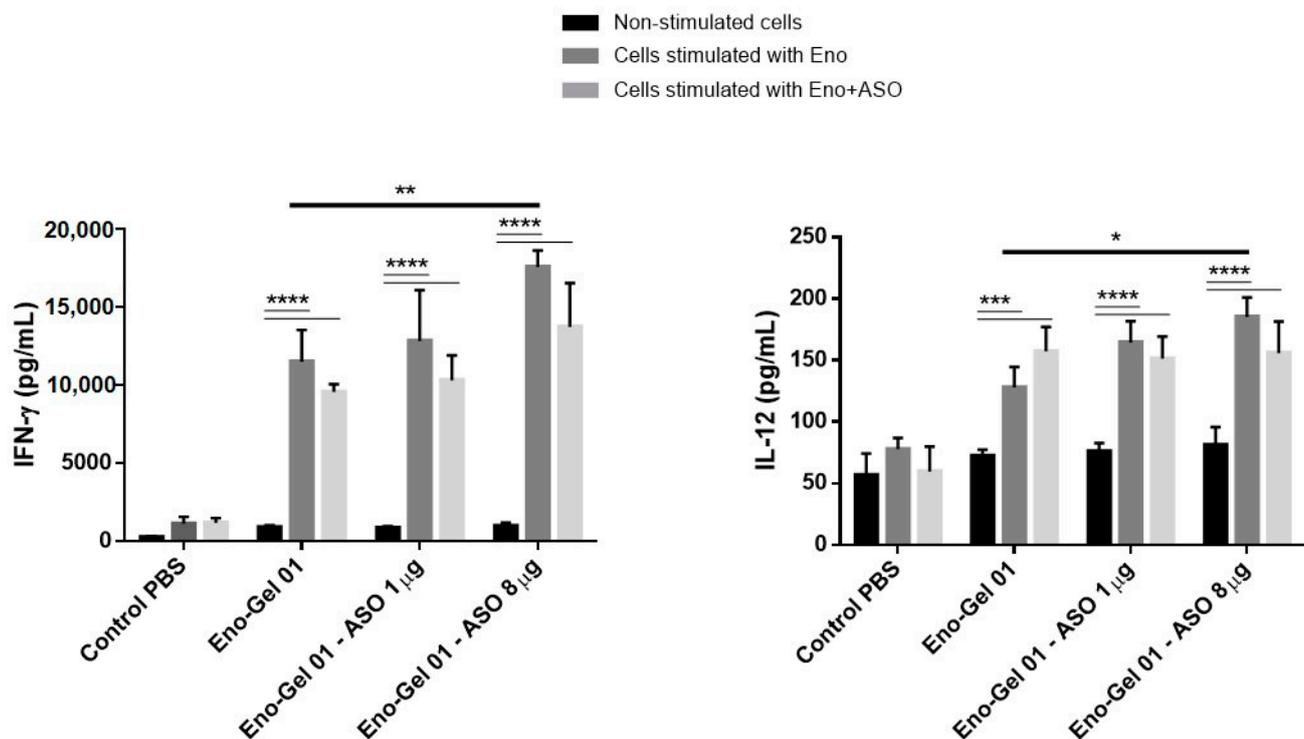 Non-stimulated cells
Cells stimulated with Eno
Cells stimulated with Eno+ASO
IFN-γ (pg/mL)
20,000
15,000
10,000
5000
0
**
****
****
****
Control PBS
Eno-Gel 01
Eno-Gel 01 - ASO 1μg
Eno-Gel 01 - ASO 8μg
IL-12 (pg/mL)
250
200
150
100
50
0
*
***
****
****
Control PBS
Eno-Gel 01
Eno-Gel 01 - ASO 1μg
Eno-Gel 01 - ASO 8μg